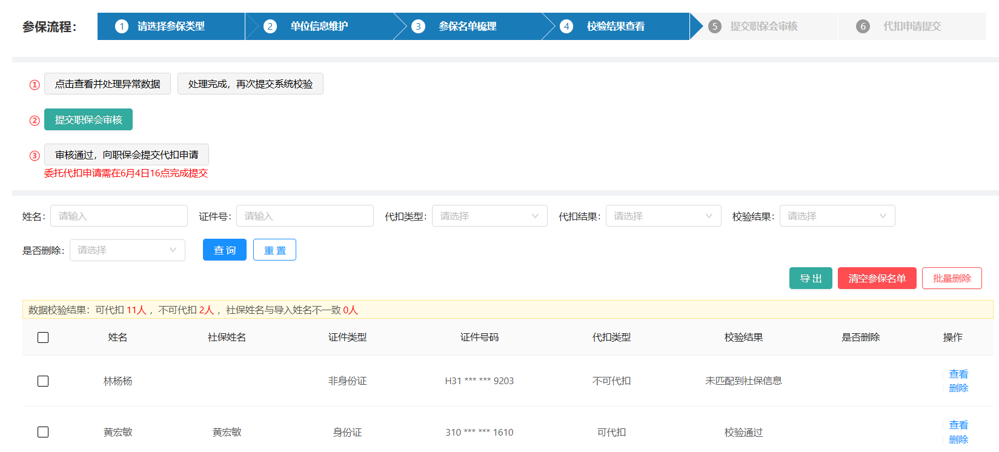 参保流程： 1 请选择参保类型 2 单位信息维护 3 参保名单梳理 4 校验结果查看 5 提交职保会审核 6 代扣申请提交
① 点击查看并处理异常数据 处理完成，再次提交系统校验
② 提交职保会审核
③ 审核通过，向职保会提交代扣申请
委托代扣申请需在6月4日16点完成提交
姓名： 请输入 证件号： 请输入 代扣类型： 请选择 代扣结果： 请选择 校验结果： 请选择
是否删除： 请选择 查 询 重 置
导 出 清空参保名单 批量删除
数据校验结果：可代扣 11人 ，不可代扣 2人 ，社保姓名与导入姓名不一致 0人
姓名 社保姓名 证件类型 证件号码 代扣类型 校验结果 是否删除 操作
林杨杨 非身份证 H31 *** *** 9203 不可代扣 未匹配到社保信息 查看
删除
黄宏敏 黄宏敏 身份证 310 *** *** 1610 可代扣 校验通过 查看
删除